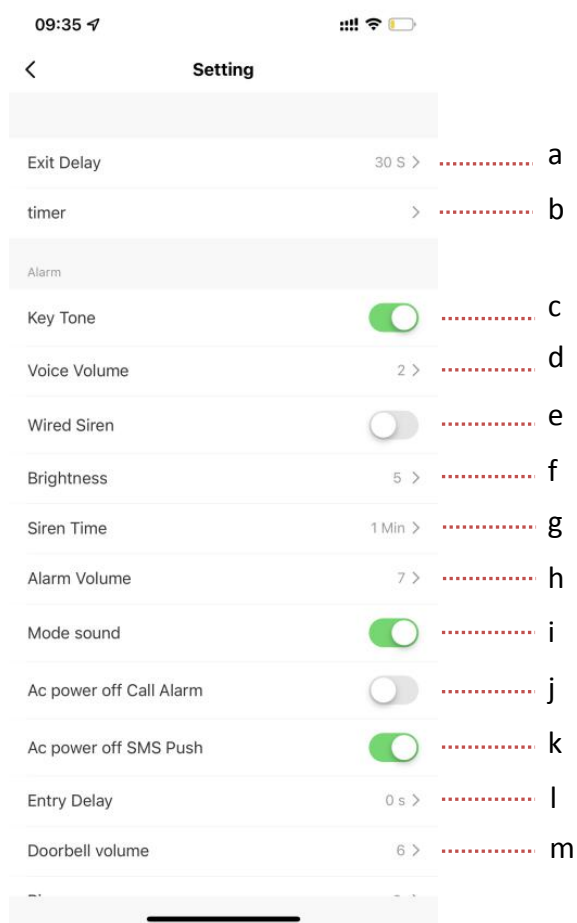 09:35
Setting
Exit Delay 30 S a
timer b
Alarm
Key Tone c
Voice Volume 2 d
Wired Siren e
Brightness 5 f
Siren Time 1 Min g
Alarm Volume 7 h
Mode sound i
Ac power off Call Alarm j
Ac power off SMS Push k
Entry Delay 0 s l
Doorbell volume 6 m